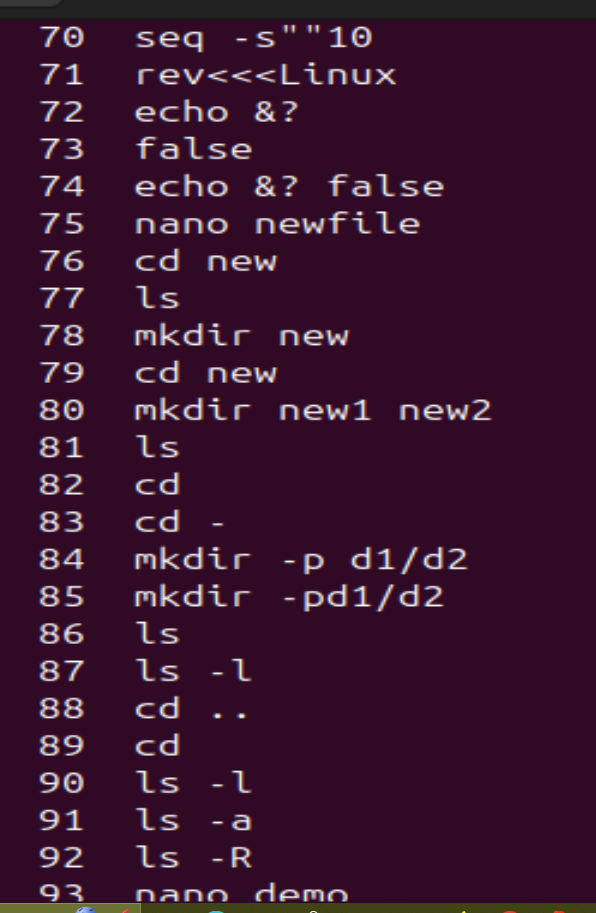 70 seq -s""10
71 rev<<<Linux
72 echo &?
73 false
74 echo &? false
75 nano newfile
76 cd new
77 ls
78 mkdir new
79 cd new
80 mkdir new1 new2
81 ls
82 cd
83 cd -
84 mkdir -p d1/d2
85 mkdir -pd1/d2
86 ls
87 ls -l
88 cd ..
89 cd
90 ls -l
91 ls -a
92 ls -R
93 nano demo